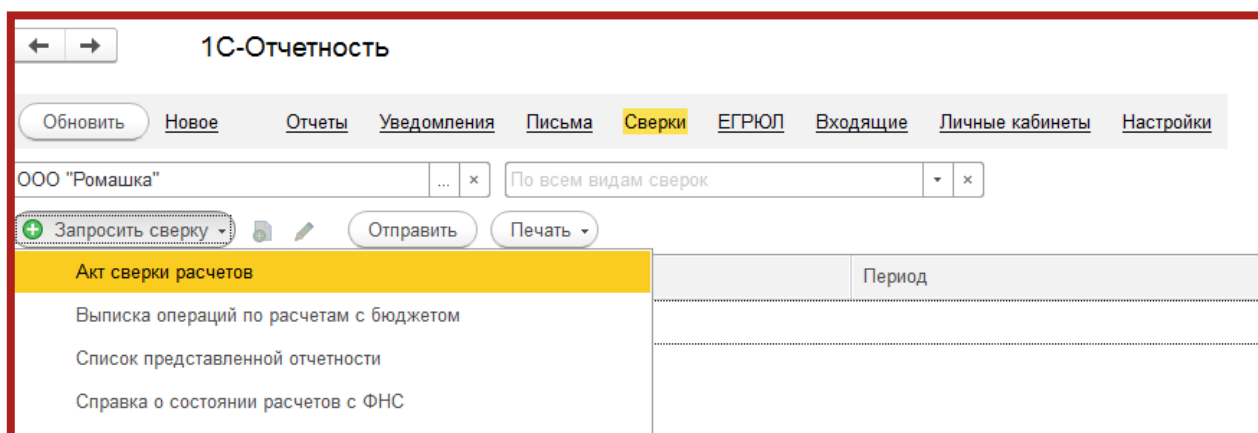 1С-Отчетность
Обновить Новое Отчеты Уведомления Письма Сверки ЕГРЮЛ Входящие Личные кабинеты Настройки
ООО "Ромашка" ... × По всем видам сверок ×
Запросить сверку Отправить Печать
Акт сверки расчетов Период
Выписка операций по расчетам с бюджетом
Список представленной отчетности
Справка о состоянии расчетов с ФНС